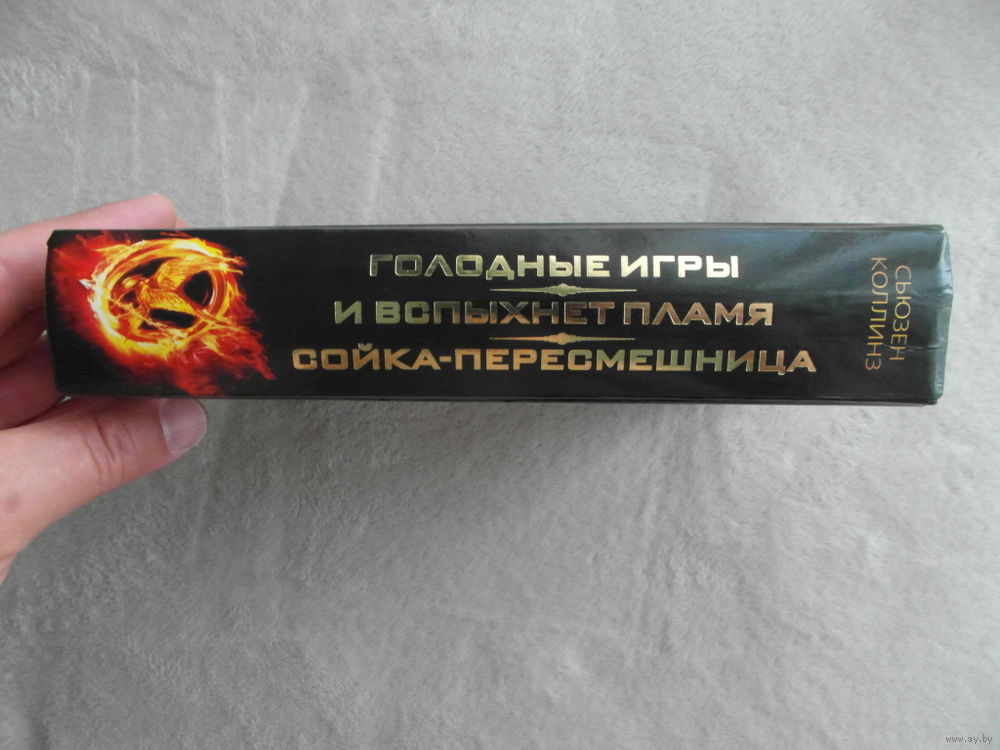 ГОЛОДНЫЕ ИГРЫ
И ВСПЫХНЕТ ПЛАМЯ
СОЙКА-ПЕРЕСМЕШНИЦА
СЬЮЗЕН
КОЛЛИНЗ
www.ay.by